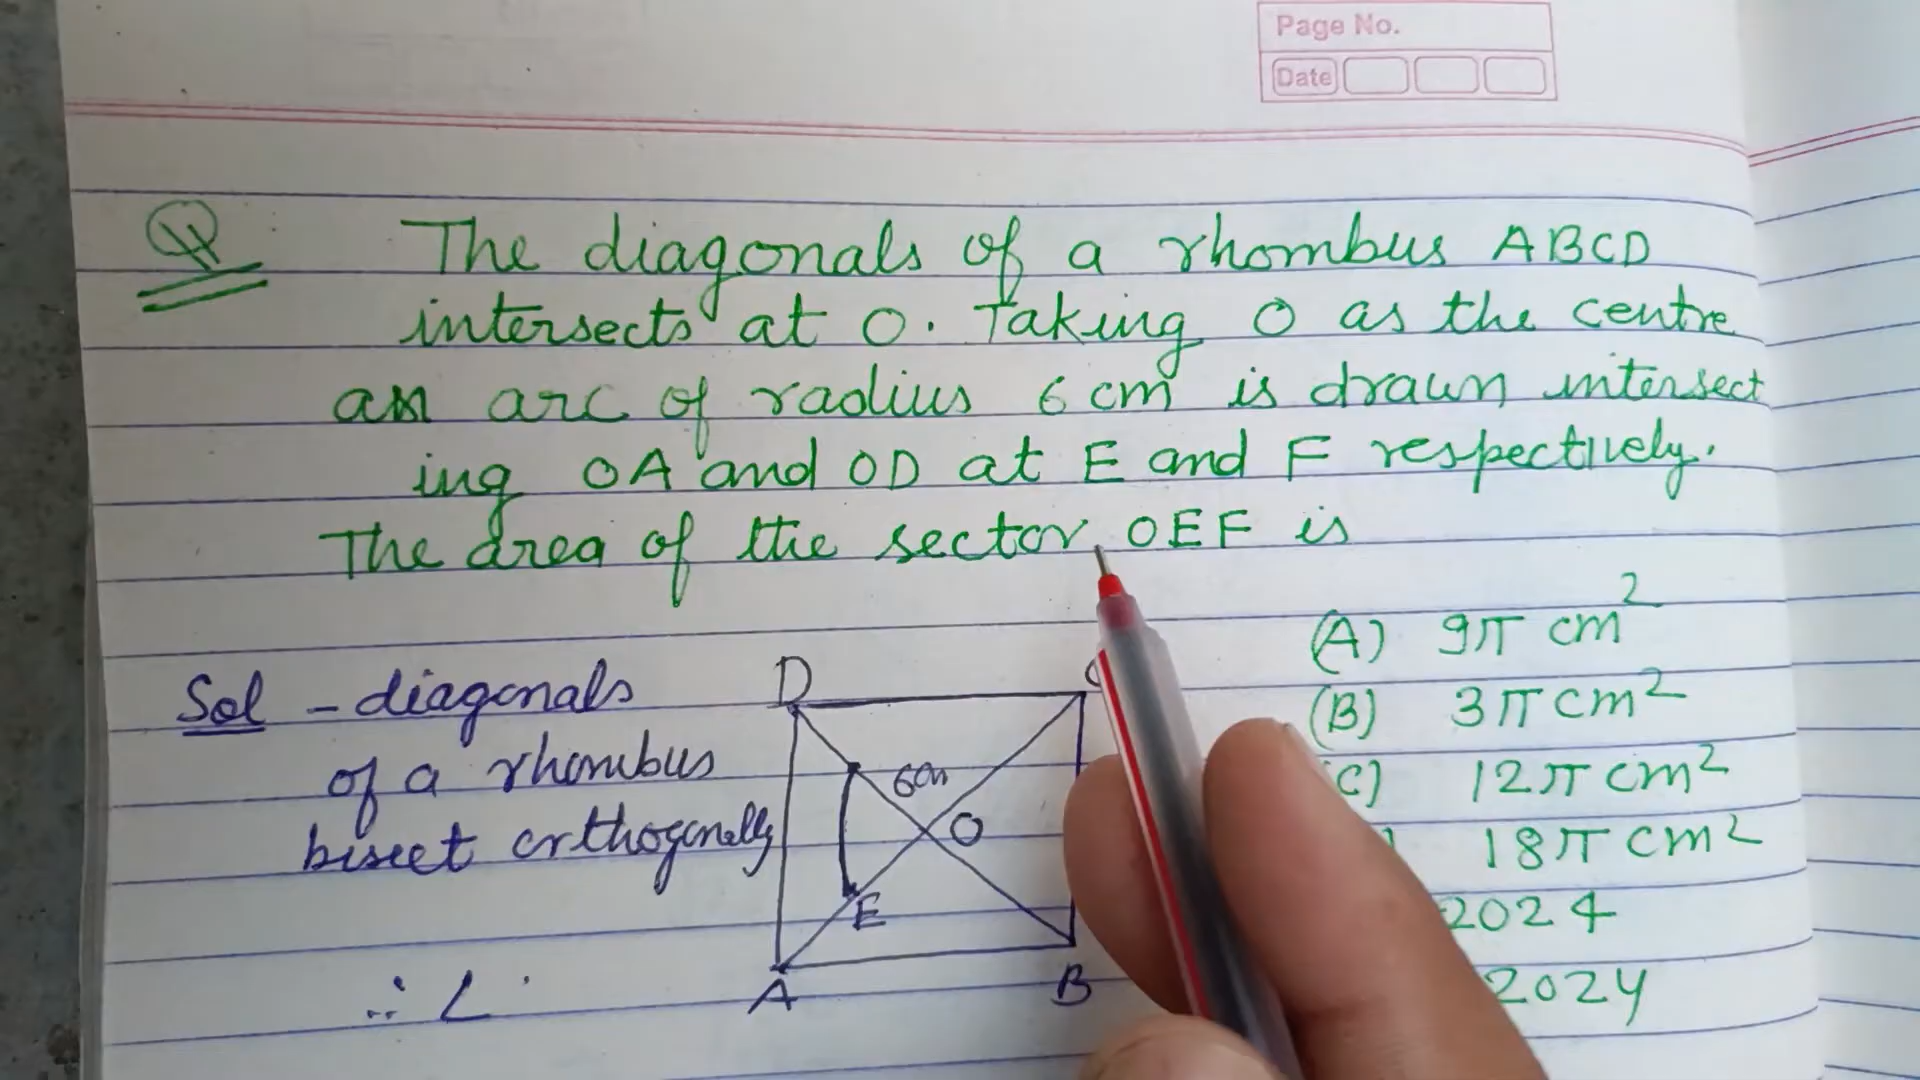 Page No.
Date
Q The diagonals of a rhombus ABCD
intersects at O. Taking O as the centre
an arc of radius 6 cm is drawn intersect
ing OA and OD at E and F respectively.
The area of the sector OEF is
(A) 9π cm²
(B) 3π cm²
C) 12π cm²
) 18π cm²
2024
2024
Sol - diagonals
of a rhombus
bisect orthogonally
∴ ∠
D C
6cm
O
E
A B